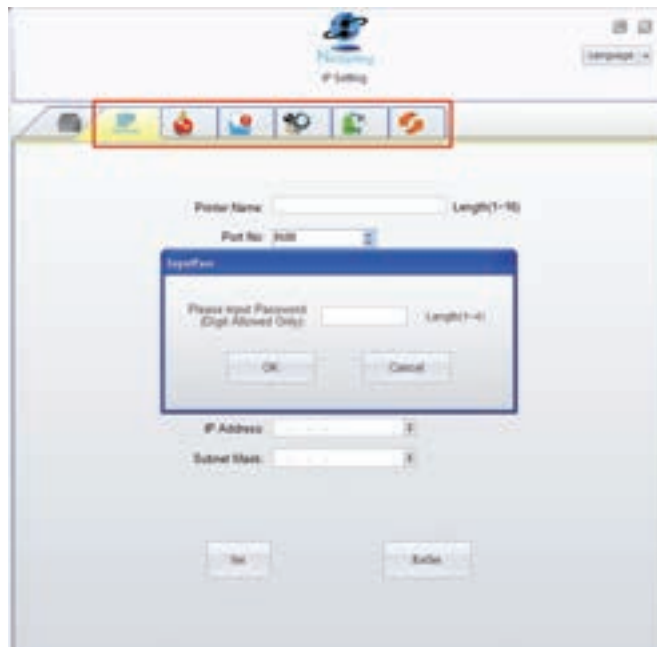 Language
IP Setting
Printer Name
Length(1~16)
Port No
InputPass
Please Input Password
(Digit Allowed Only)
Length(1~4)
OK
Cancel
IP Address
Subnet Mask
Set